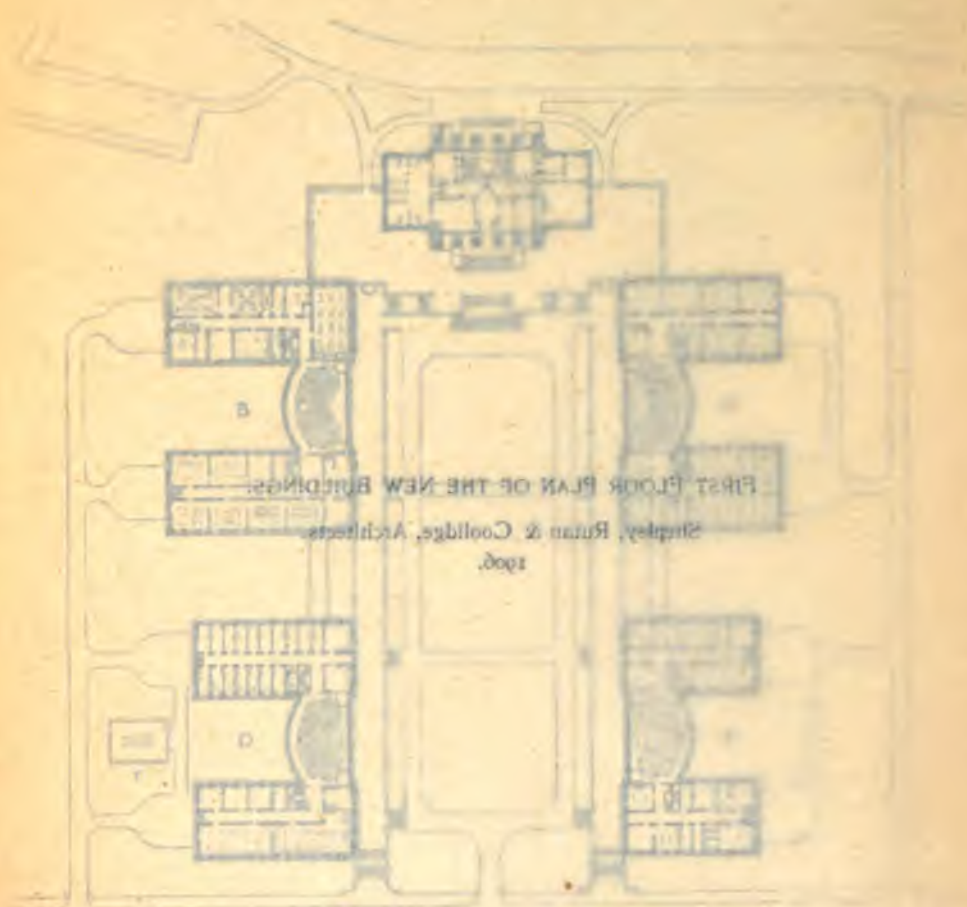 FIRST FLOOR PLAN OF THE NEW BUILDINGS.
Shepley, Rutan & Coolidge, Architects.
1906.
B
D